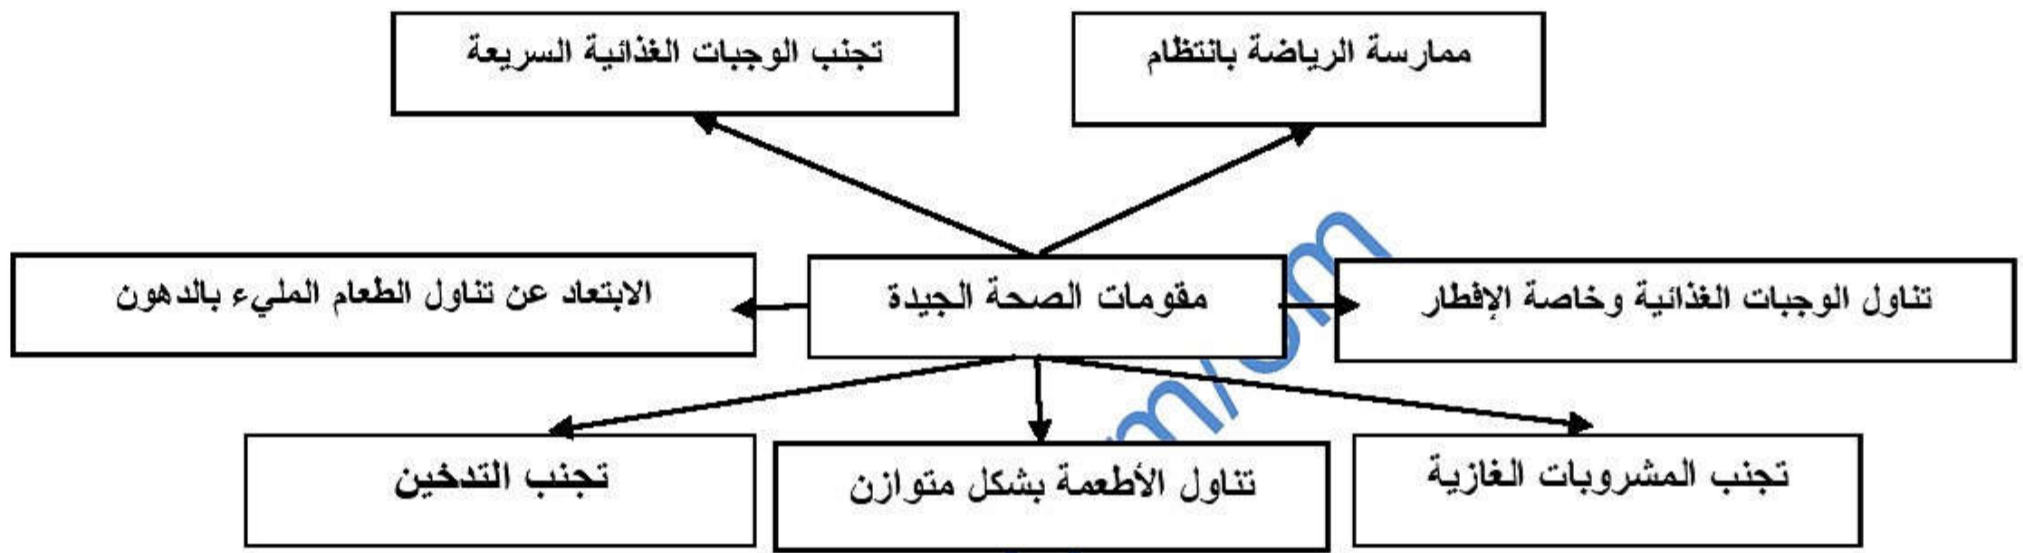 ممارسة الرياضة بانتظام
تجنب الوجبات الغذائية السريعة
تناول الوجبات الغذائية وخاصة الإفطار
مقومات الصحة الجيدة
الابتعاد عن تناول الطعام المليء بالدهون
تجنب المشروبات الغازية
تناول الأطعمة بشكل متوازن
تجنب التدخين